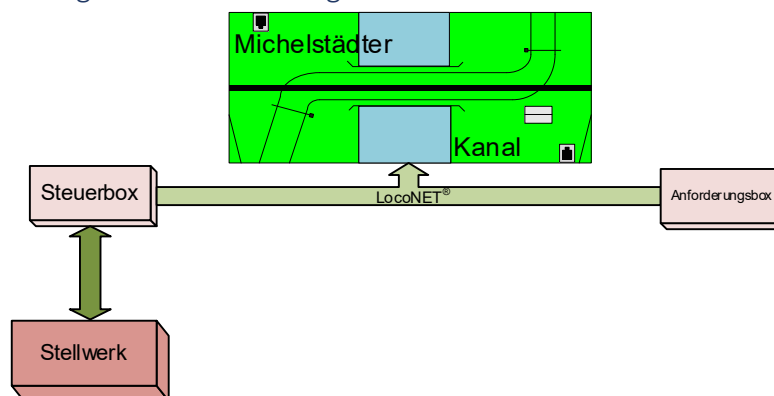 Michelstädter
Kanal
Steuerbox
LocoNET®
Anforderungsbox
Stellwerk